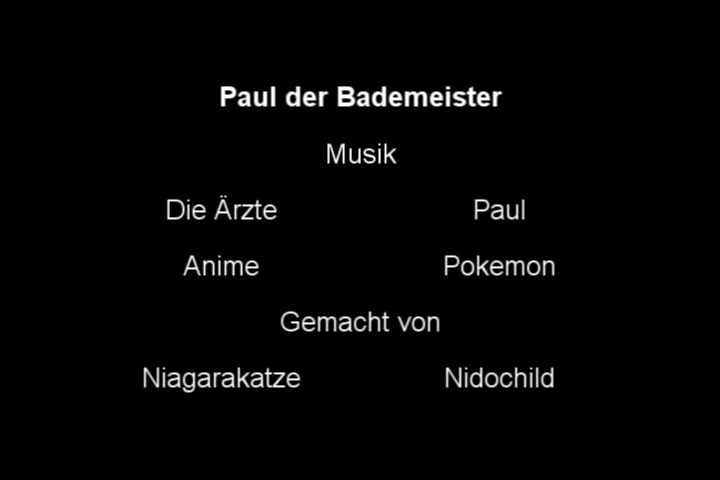 Paul der Bademeister
Musik
Die Ärzte Paul
Anime Pokemon
Gemacht von
Niagarakatze Nidochild